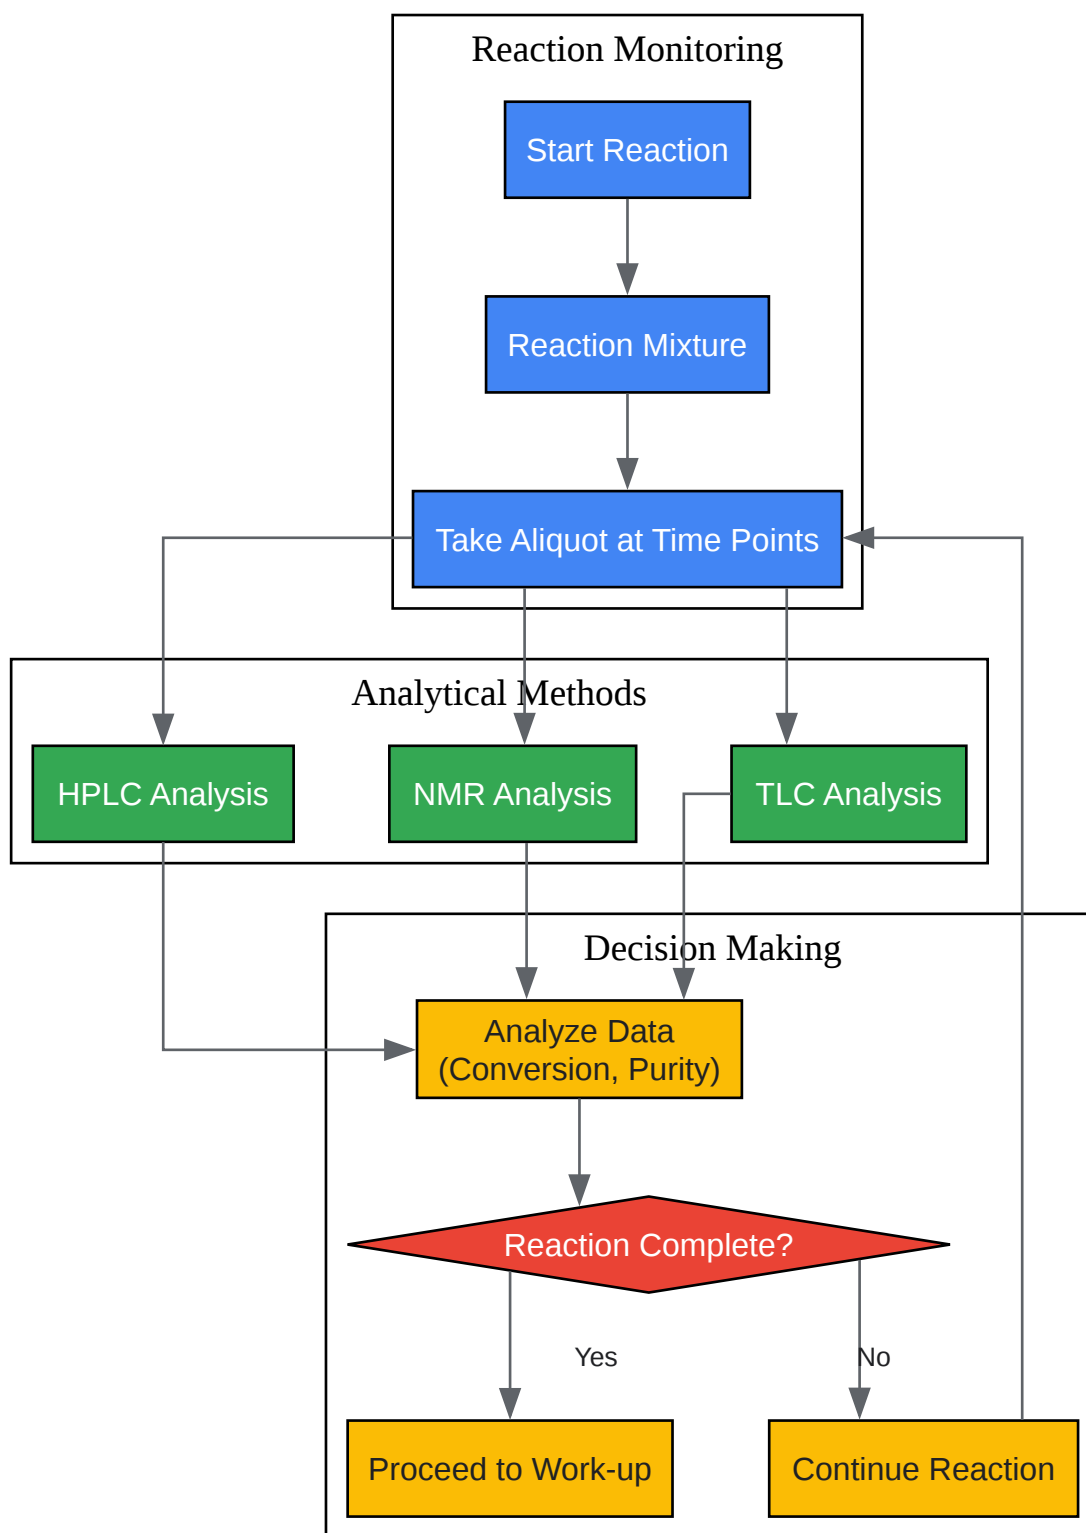 Reaction Monitoring
Start Reaction
Reaction Mixture
Take Aliquot at Time Points
Analytical Methods
HPLC Analysis
NMR Analysis
TLC Analysis
Decision Making
Analyze Data
(Conversion, Purity)
Reaction Complete?
Yes
No
Proceed to Work-up
Continue Reaction